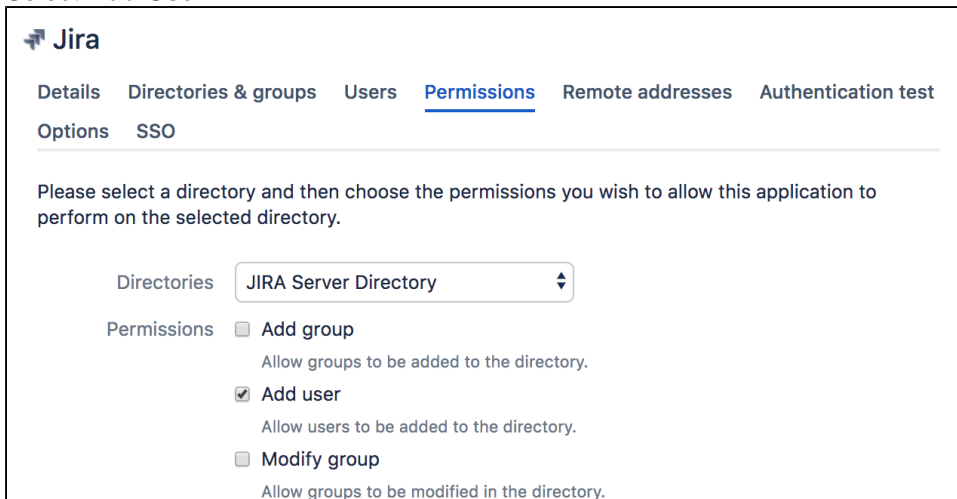 Jira
Details Directories & groups Users Permissions Remote addresses Authentication test
Options SSO
Please select a directory and then choose the permissions you wish to allow this application to
perform on the selected directory.
Directories JIRA Server Directory
Permissions Add group
Allow groups to be added to the directory.
Add user
Allow users to be added to the directory.
Modify group
Allow groups to be modified in the directory.